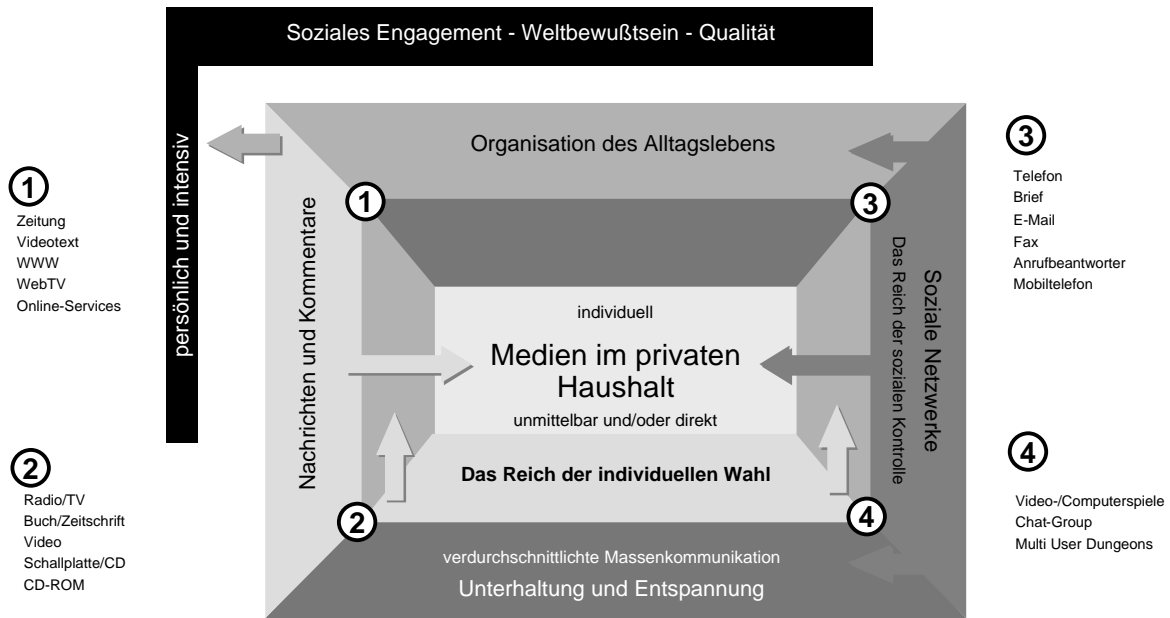 Soziales Engagement - Weltbewußtsein - Qualität
persönlich und intensiv
1
Zeitung
Videotext
WWW
WebTV
Online-Services
2
Radio/TV
Buch/Zeitschrift
Video
Schallplatte/CD
CD-ROM
Organisation des Alltagslebens
1
3
Nachrichten und Kommentare
individuell
Medien im privaten
Haushalt
unmittelbar und/oder direkt
Das Reich der individuellen Wahl
Das Reich der sozialen Kontrolle
Soziale Netzwerke
2
4
verdurchschnittlichte Massenkommunikation
Unterhaltung und Entspannung
3
Telefon
Brief
E-Mail
Fax
Anrufbeantworter
Mobiltelefon
4
Video-/Computerspiele
Chat-Group
Multi User Dungeons